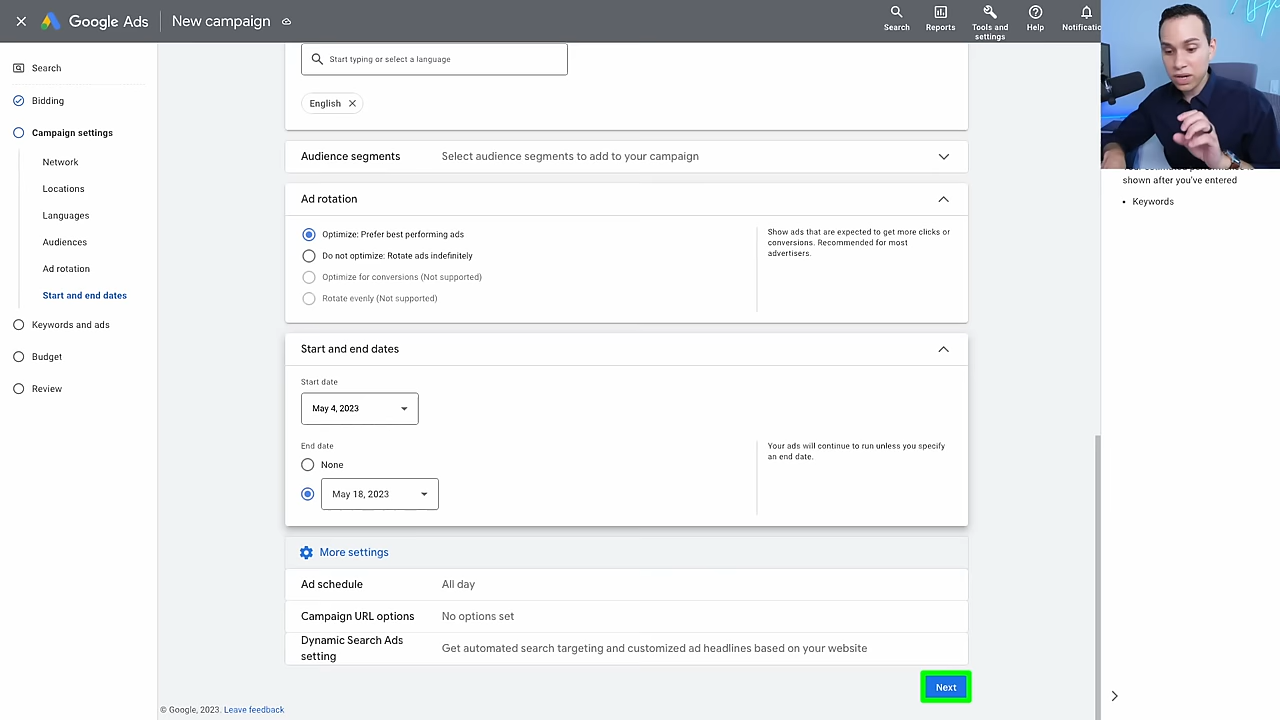 Google Ads
New campaign
Search
Reports
Tools and
settings
Help
Search
Bidding
Campaign settings
Network
Locations
Languages
Audiences
Ad rotation
Start and end dates
Keywords and ads
Budget
Review
Start typing or select a language
English
Audience segments
Select audience segments to add to your campaign
Ad rotation
Optimize: Prefer best performing ads
Do not optimize: Rotate ads indefinitely
Optimize for conversions (Not supported)
Rotate evenly (Not supported)
Show ads that are expected to get more clicks or
conversions. Recommended for most
advertisers.
Start and end dates
Start date
May 4, 2023
End date
None
May 18, 2023
Your ads will continue to run unless you specify
an end date.
More settings
Ad schedule
All day
Campaign URL options
No options set
Dynamic Search Ads
setting
Get automated search targeting and customized ad headlines based on your website
Next
© Google, 2023. Leave feedback
shown after you've entered
• Keywords